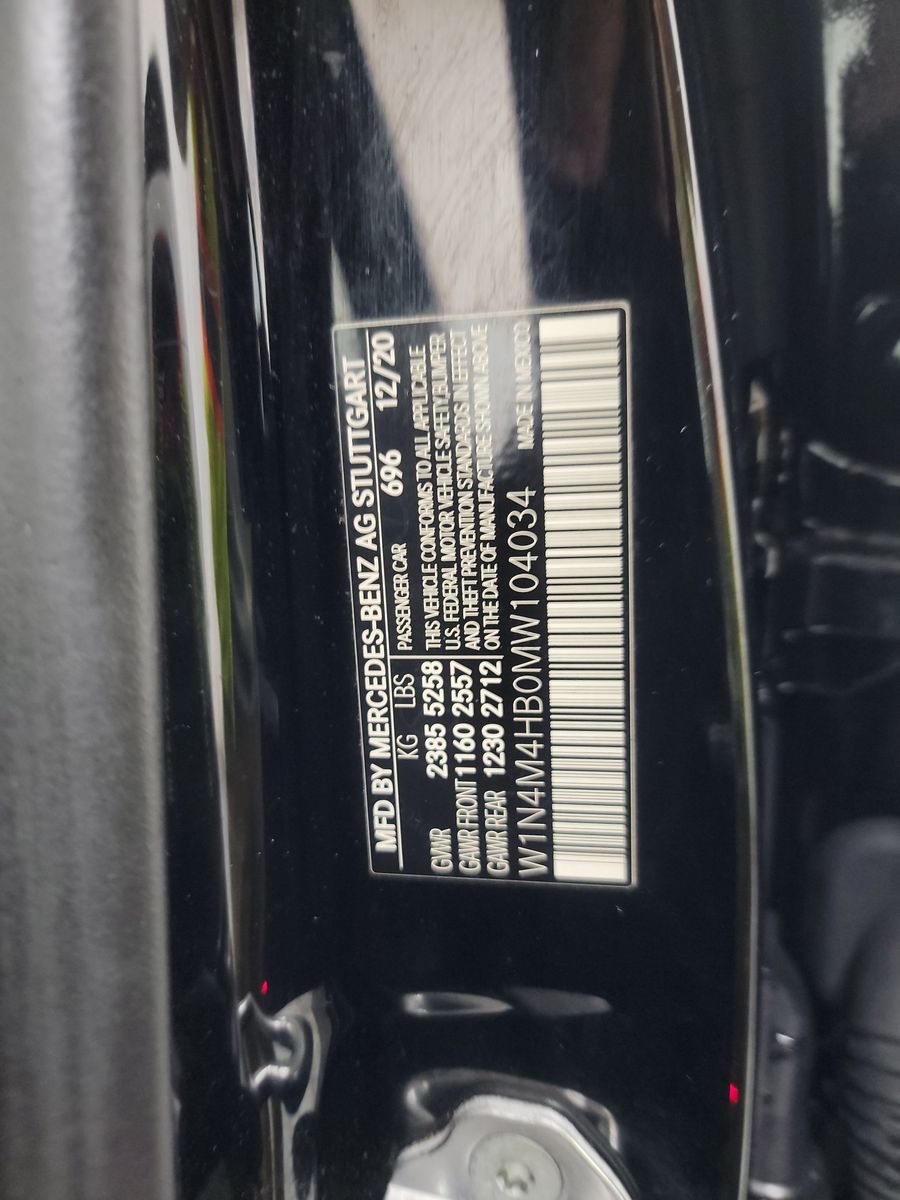 MFD BY MERCEDES-BENZ AG STUTTGART
KG LBS PASSENGER CAR 696 12/20
GVWR 2385 5258 THIS VEHICLE CONFORMS TO ALL APPLICABLE
GAWR FRONT 1160 2557 U.S. FEDERAL MOTOR VEHICLE SAFETY, BUMPER
GAWR REAR 1230 2712 AND THEFT PREVENTION STANDARDS IN EFFECT
ON THE DATE OF MANUFACTURE SHOWN ABOVE
W1N4M4HB0MW104034 MADE IN MEXICO